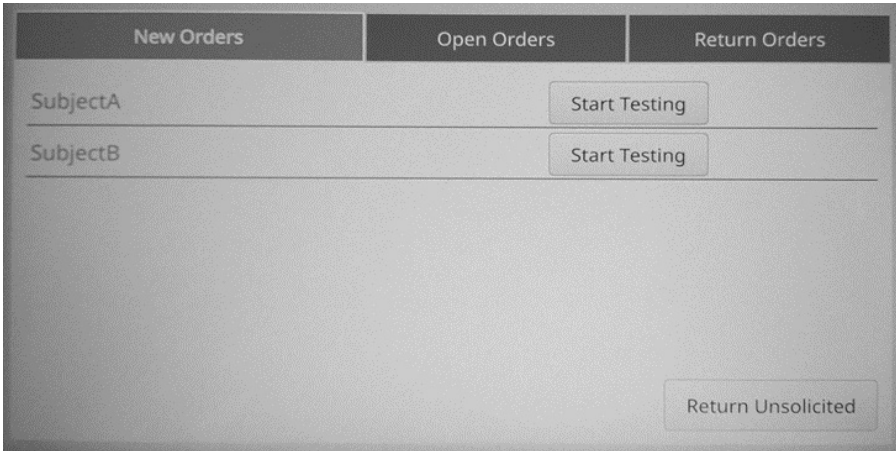 New Orders Open Orders Return Orders
SubjectA Start Testing
SubjectB Start Testing
Return Unsolicited